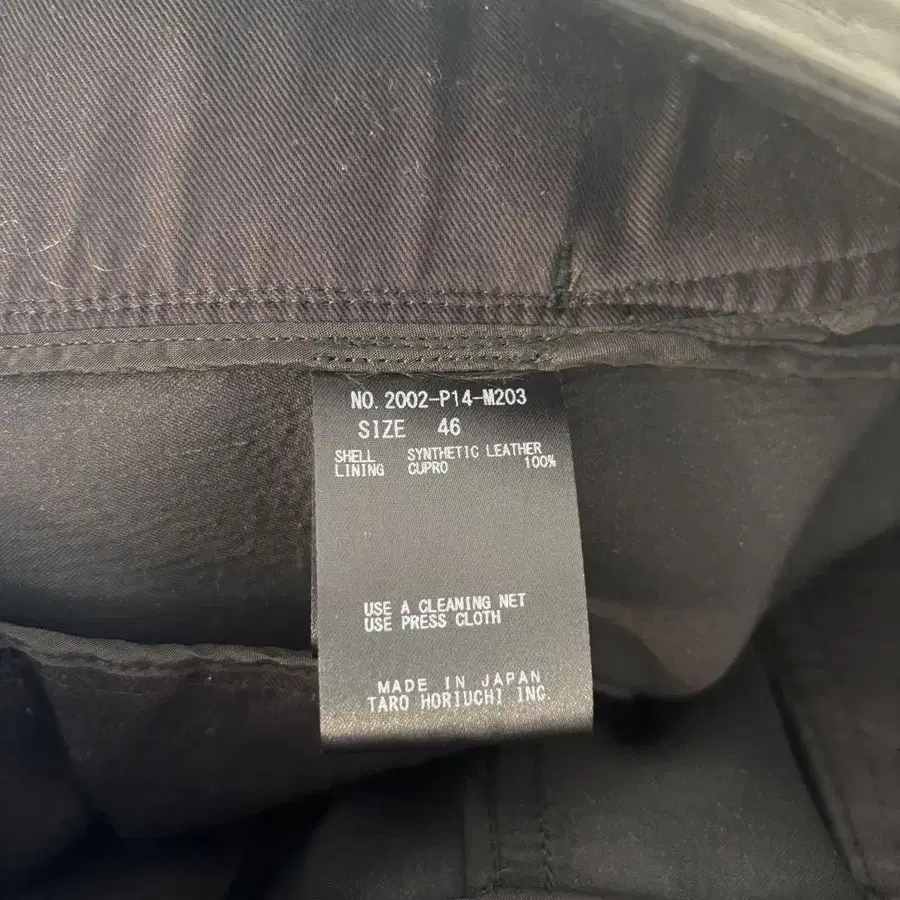 NO. 2002-P14-M203
SIZE 46
SHELL SYNTHETIC LEATHER
LINING CUPRO 100%
USE A CLEANING NET
USE PRESS CLOTH
MADE IN JAPAN
TARO HORIUCHI INC.